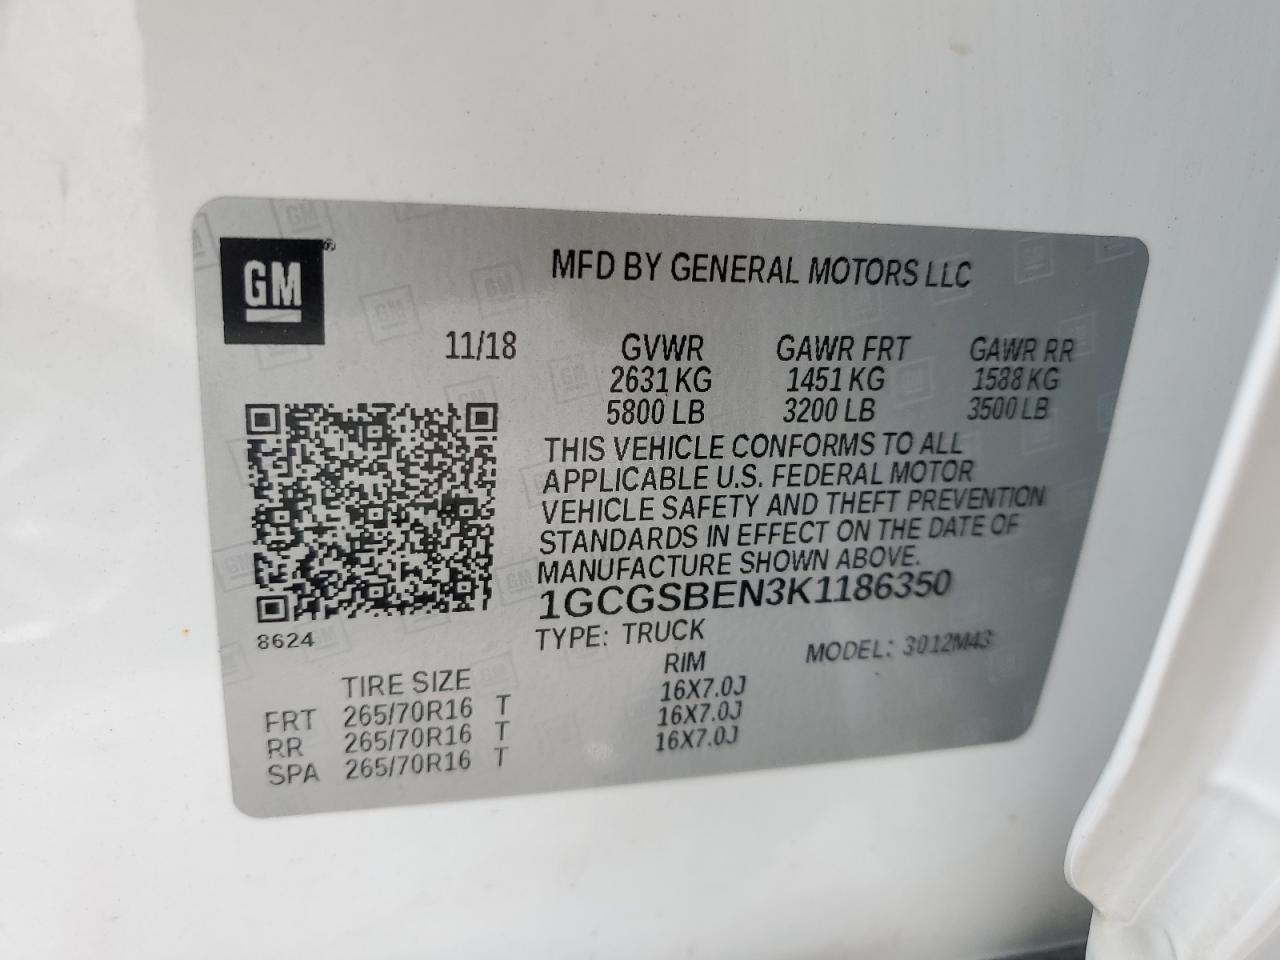 GM®
MFD BY GENERAL MOTORS LLC
11/18 GVWR GAWR FRT GAWR RR
2631 KG 1451 KG 1588 KG
5800 LB 3200 LB 3500 LB
THIS VEHICLE CONFORMS TO ALL
APPLICABLE U.S. FEDERAL MOTOR
VEHICLE SAFETY AND THEFT PREVENTION
STANDARDS IN EFFECT ON THE DATE OF
MANUFACTURE SHOWN ABOVE.
1GCGSBEN3K1186350
8624
TYPE: TRUCK MODEL: 3012M43
TIRE SIZE RIM
FRT 265/70R16 T 16X7.0J
RR 265/70R16 T 16X7.0J
SPA 265/70R16 T 16X7.0J